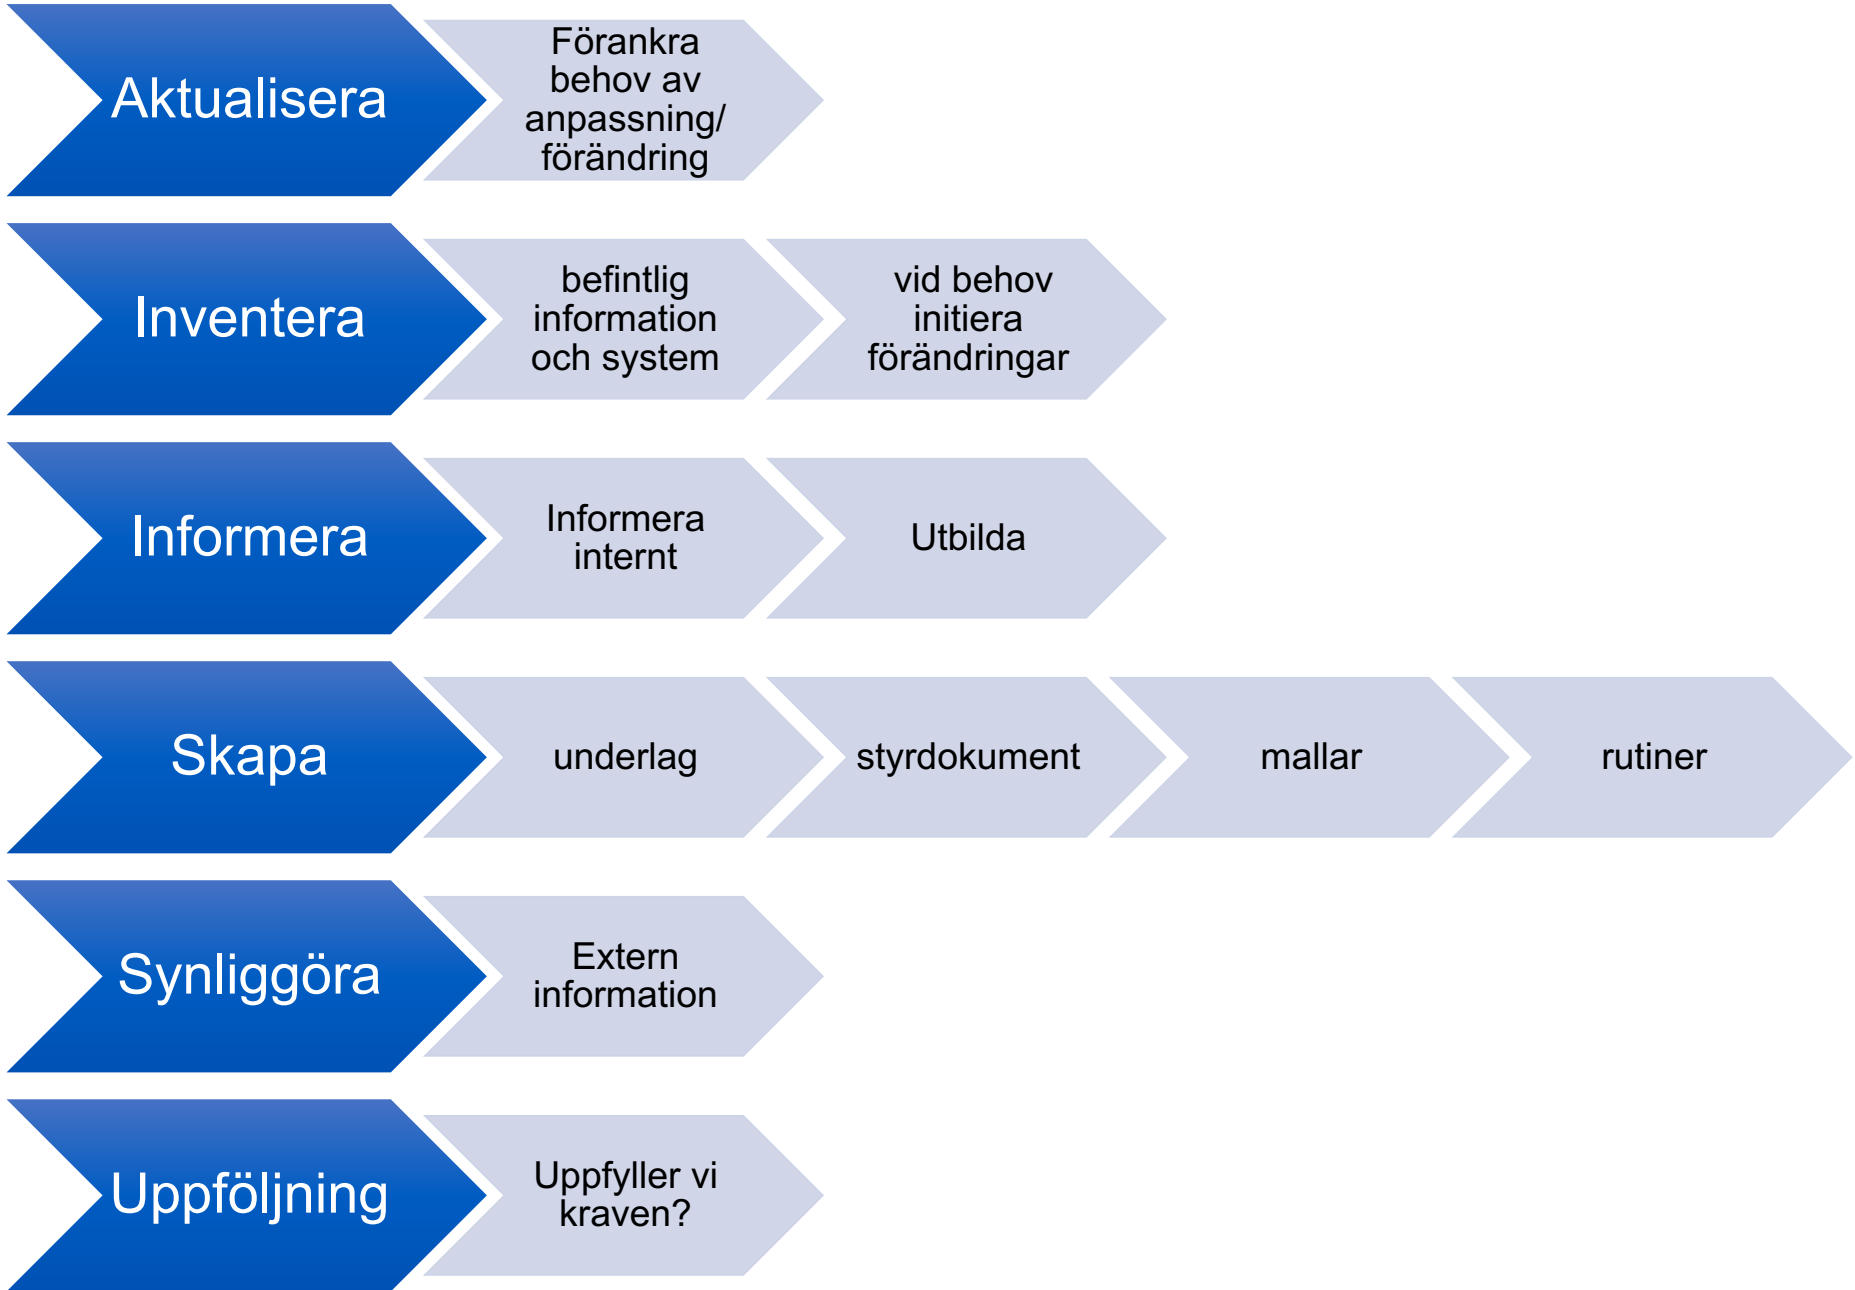 Aktualisera
Förankra
behov av
anpassning/
förändring
Inventera
befintlig
information
och system
vid behov
initiera
förändringar
Informera
Informera
internt
Utbilda
Skapa
underlag
styrdokument
mallar
rutiner
Synliggöra
Extern
information
Uppföljning
Uppfyller vi
kraven?